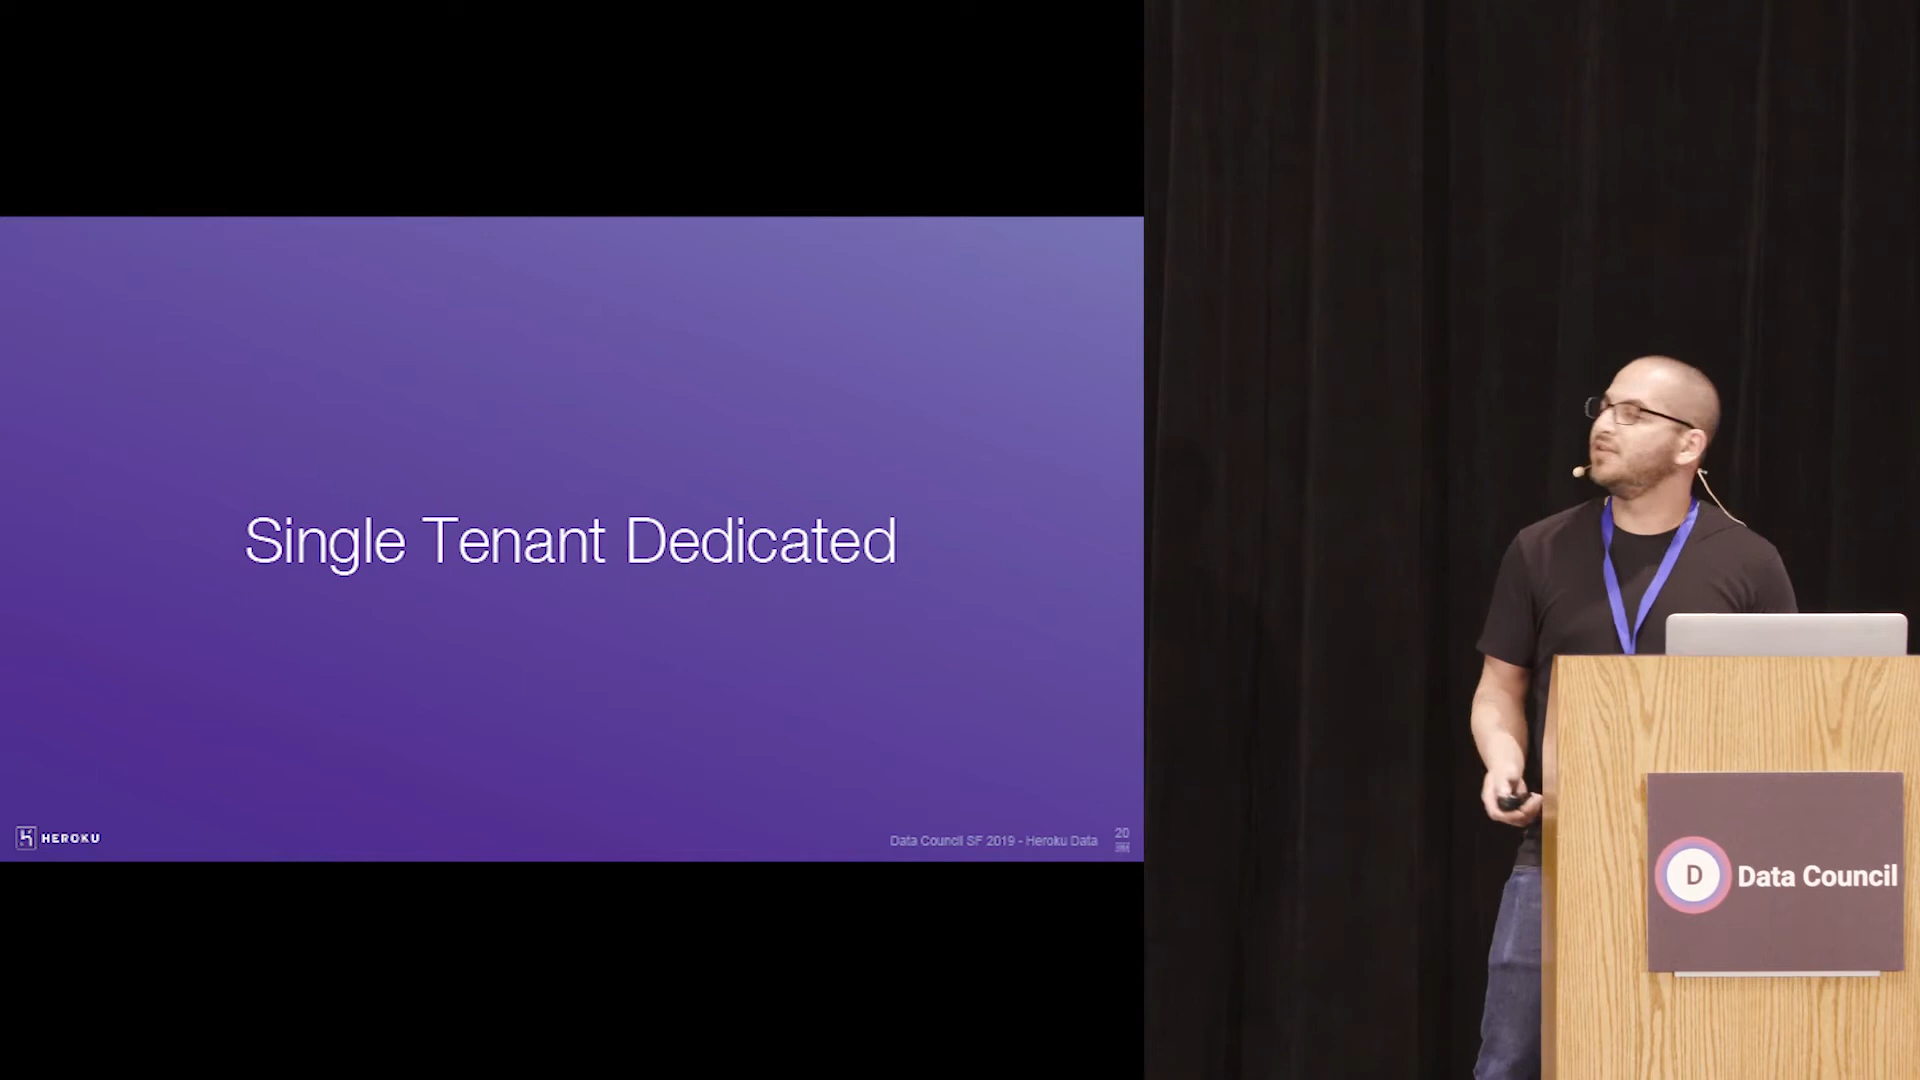 Single Tenant Dedicated
HEROKU
Data Council SF 2019 - Heroku Data
20
D Data Council